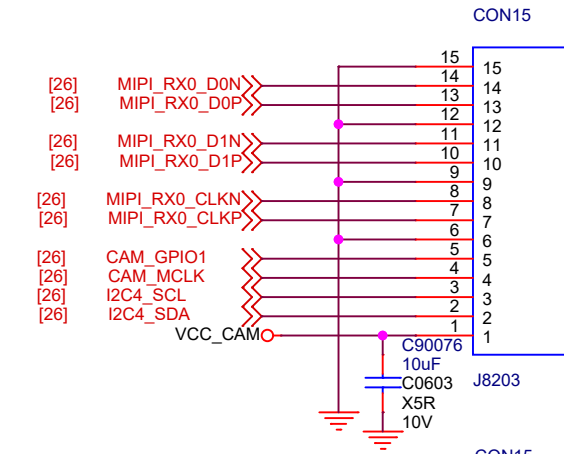 CON15
15 15
[26] MIPI_RX0_D0N 14 14
[26] MIPI_RX0_D0P 13 13
12 12
[26] MIPI_RX0_D1N 11 11
[26] MIPI_RX0_D1P 10 10
9 9
[26] MIPI_RX0_CLKN 8 8
[26] MIPI_RX0_CLKP 7 7
6 6
[26] CAM_GPIO1 5 5
[26] CAM_MCLK 4 4
[26] I2C4_SCL 3 3
[26] I2C4_SDA 2 2
VCC_CAM 1 1
C90076
10uF
C0603
X5R
10V
J8203
CON15